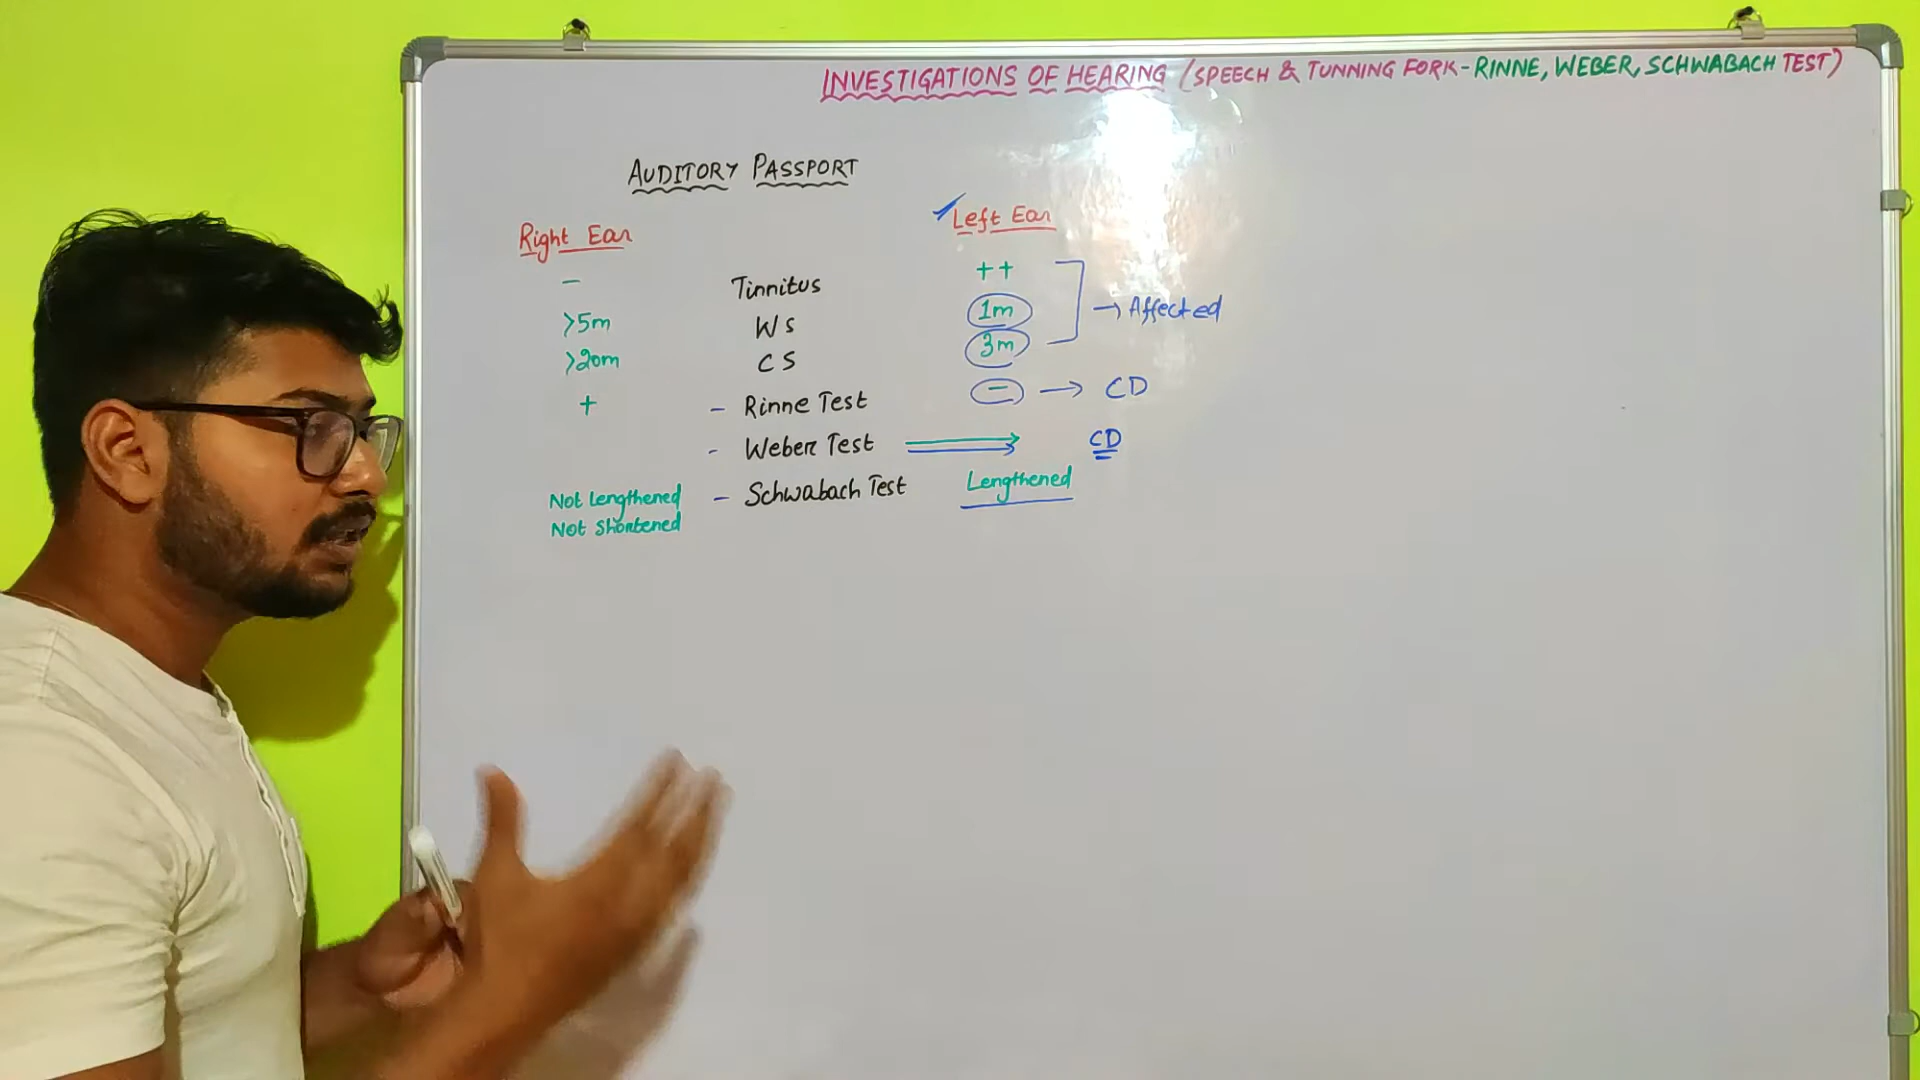 INVESTIGATIONS OF HEARING (SPEECH & TUNNING FORK - RINNE, WEBER, SCHWABACH TEST)
AUDITORY PASSPORT
Right Ear Left Ear
- Tinnitus ++
>5m WS 1m → Affected
>20m CS 3m
+ - Rinne Test - → CD
- Weber Test → CD
Not Lengthened - Schwabach Test Lengthened
Not Shortened